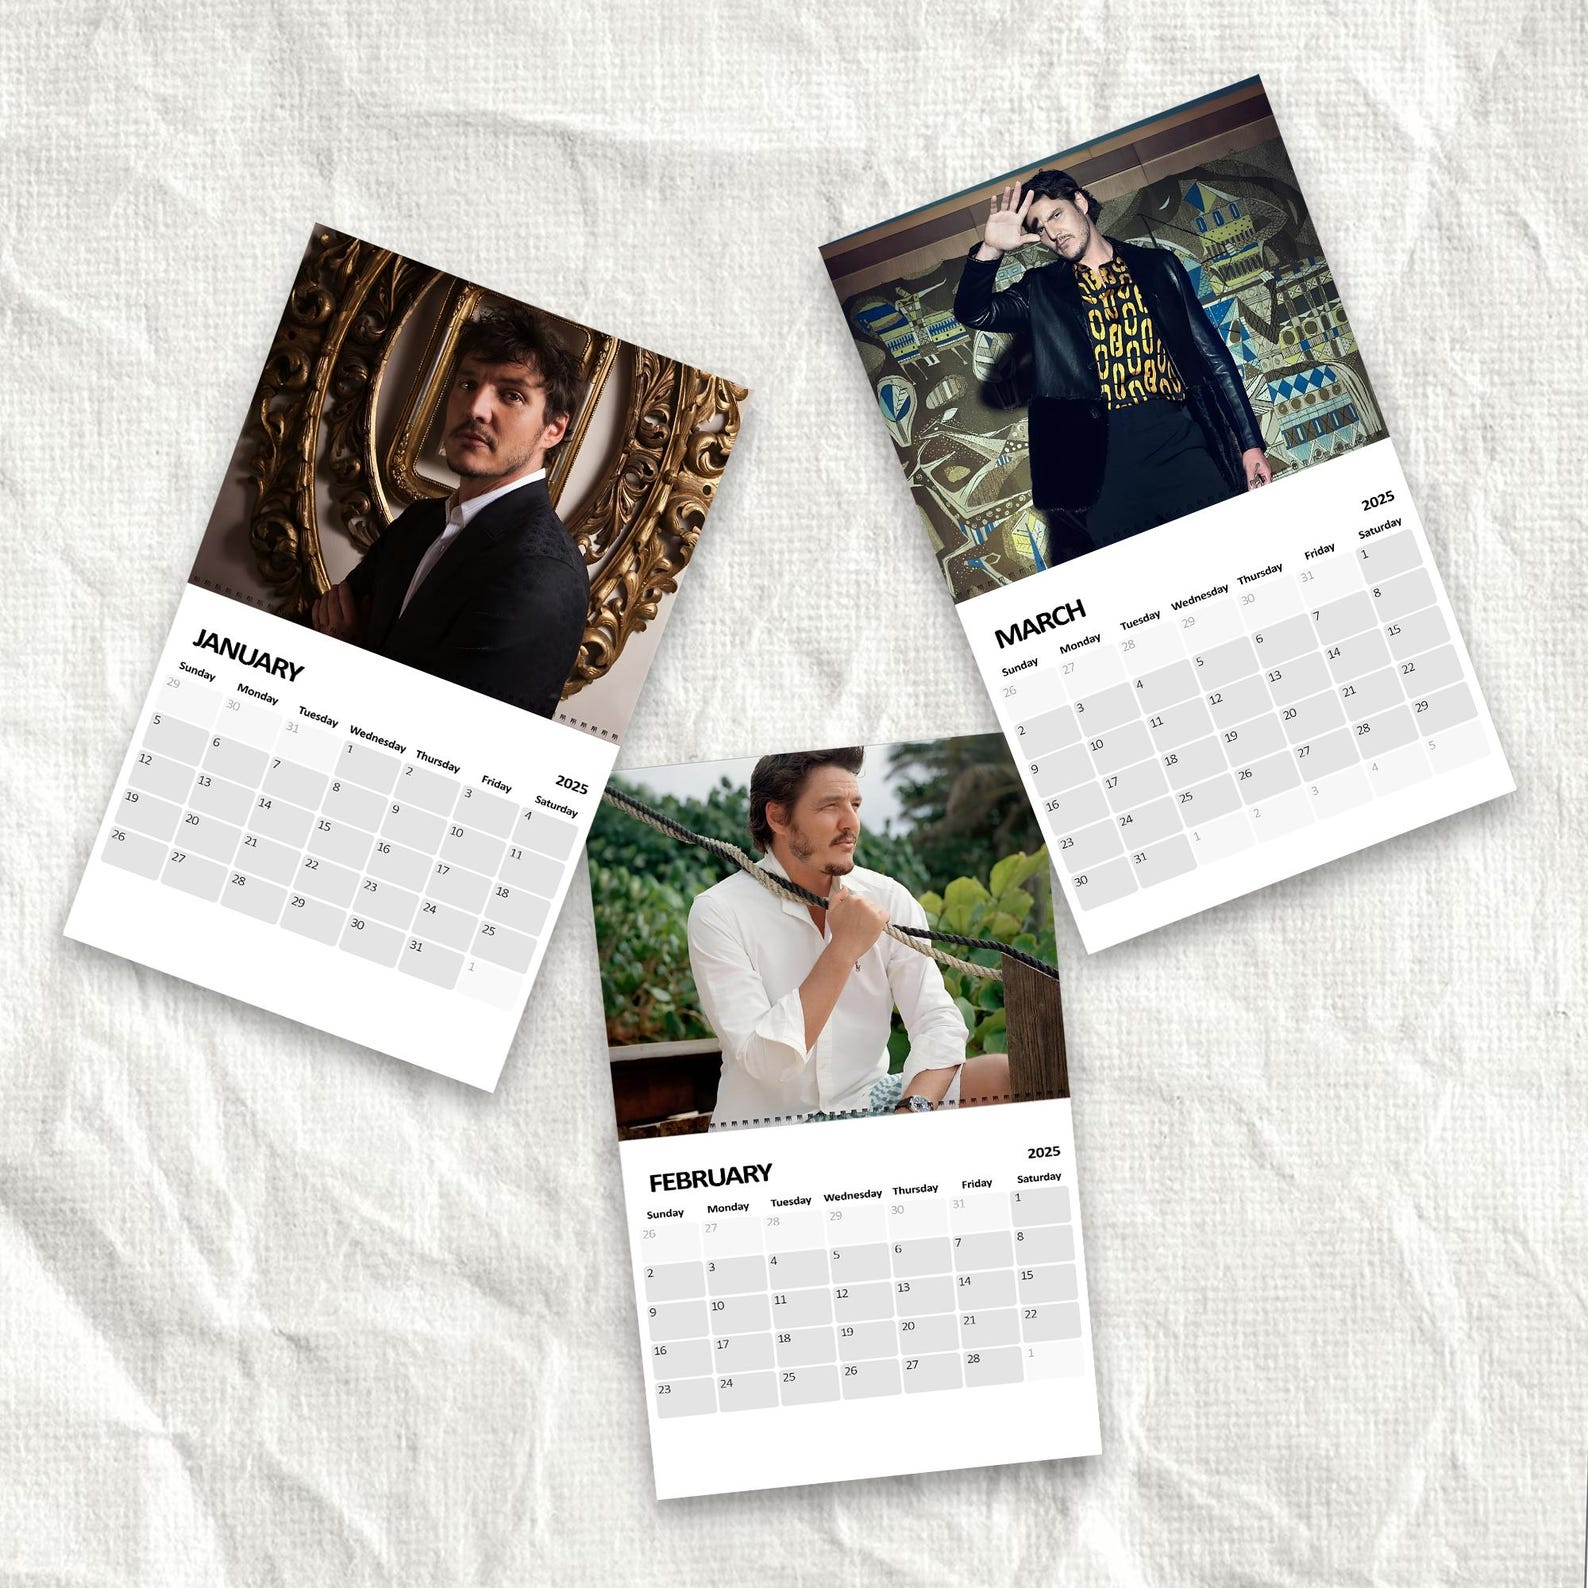 JANUARY
2025
Sunday Monday Tuesday Wednesday Thursday Friday Saturday
29 30 31 1 2 3 4
5 6 7 8 9 10 11
12 13 14 15 16 17 18
19 20 21 22 23 24 25
26 27 28 29 30 31 1
MARCH
2025
Sunday Monday Tuesday Wednesday Thursday Friday Saturday
26 27 28 29 30 31 1
2 3 4 5 6 7 8
9 10 11 12 13 14 15
16 17 18 19 20 21 22
23 24 25 26 27 28 29
30 31 1 2 3 4 5
FEBRUARY
2025
Sunday Monday Tuesday Wednesday Thursday Friday Saturday
26 27 28 29 30 31 1
2 3 4 5 6 7 8
9 10 11 12 13 14 15
16 17 18 19 20 21 22
23 24 25 26 27 28 1